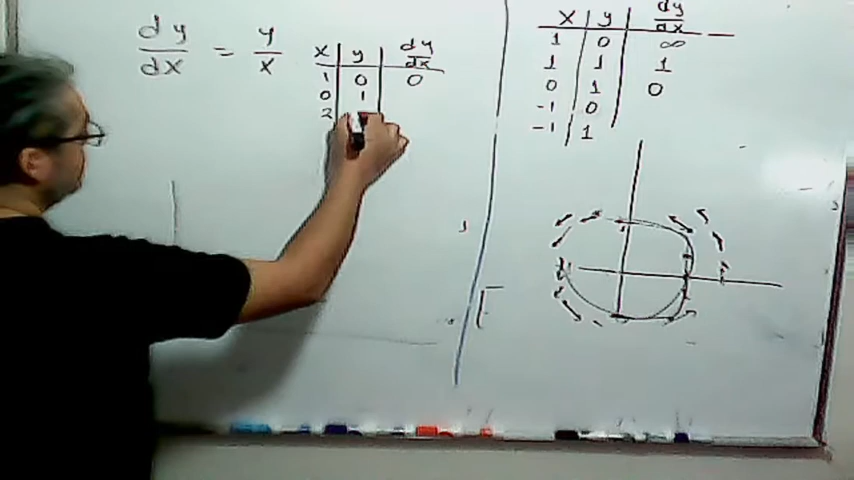 dy/dx = y/x
x y dy/dx
1 0 0
0 1
2
x y dy/dx
1 0 ∞
1 1 1
0 1 0
-1 0
-1 1